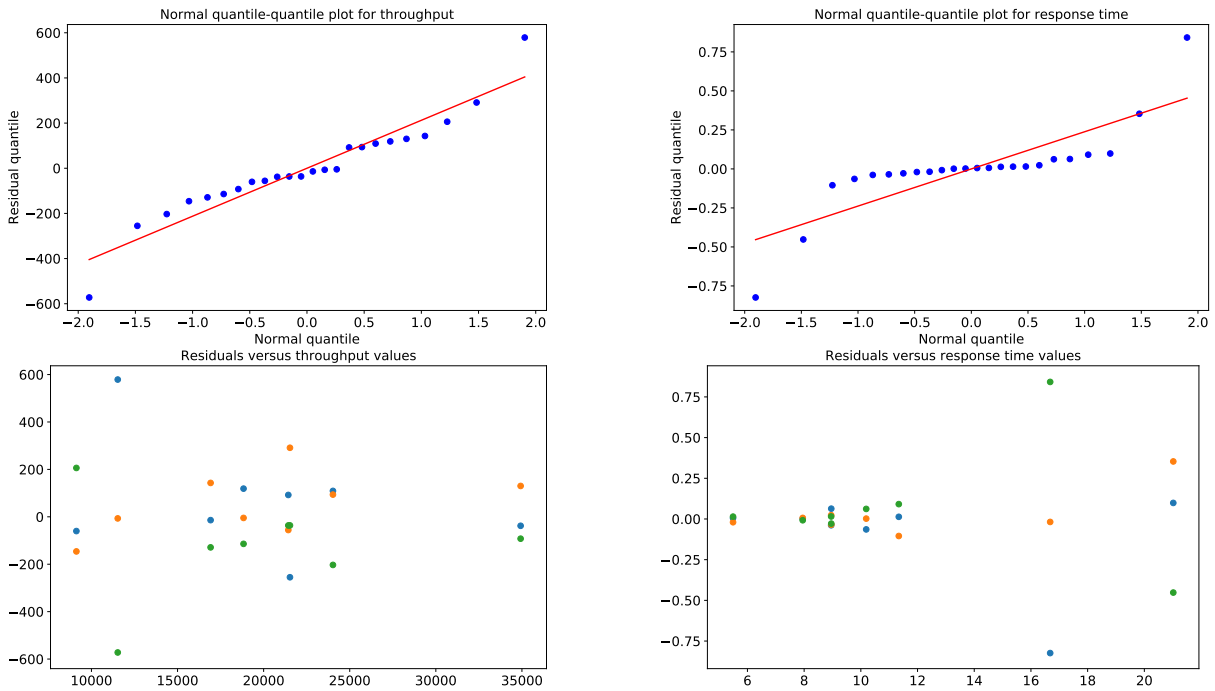 Normal quantile-quantile plot for throughput
600
400
200
0
−200
−400
−600
Residual quantile
−2.0 −1.5 −1.0 −0.5 0.0 0.5 1.0 1.5 2.0
Normal quantile
Normal quantile-quantile plot for response time
0.75
0.50
0.25
0.00
−0.25
−0.50
−0.75
Residual quantile
−2.0 −1.5 −1.0 −0.5 0.0 0.5 1.0 1.5 2.0
Normal quantile
Residuals versus throughput values
600
400
200
0
−200
−400
−600
10000 15000 20000 25000 30000 35000
Residuals versus response time values
0.75
0.50
0.25
0.00
−0.25
−0.50
−0.75
6 8 10 12 14 16 18 20